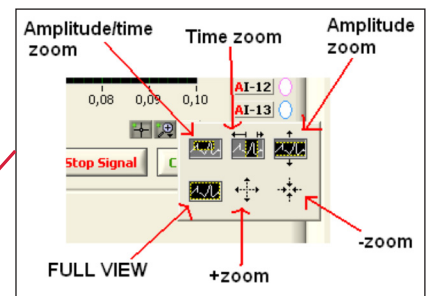 Amplitude/time
zoom
Time zoom
Amplitude
zoom
0,08 0,09 0,10
AI-12
AI-13
Stop Signal
C
FULL VIEW
+zoom
-zoom